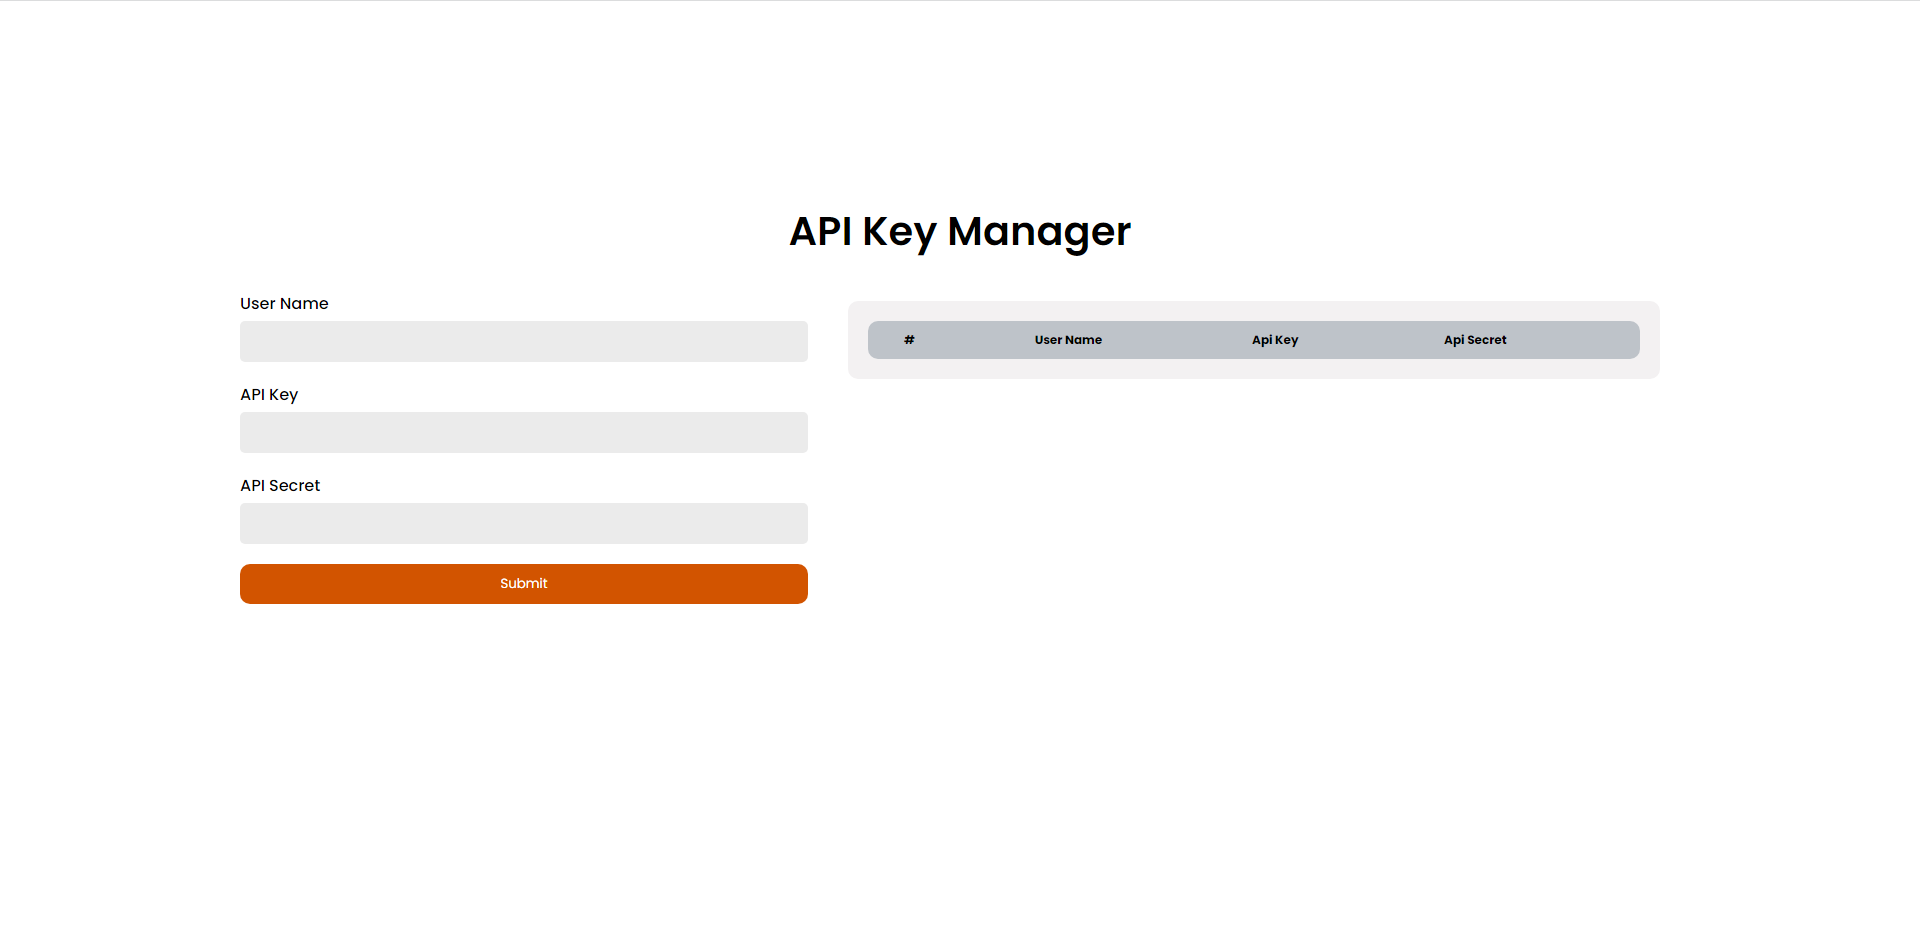 API Key Manager
User Name
API Key
API Secret
Submit
# User Name Api Key Api Secret